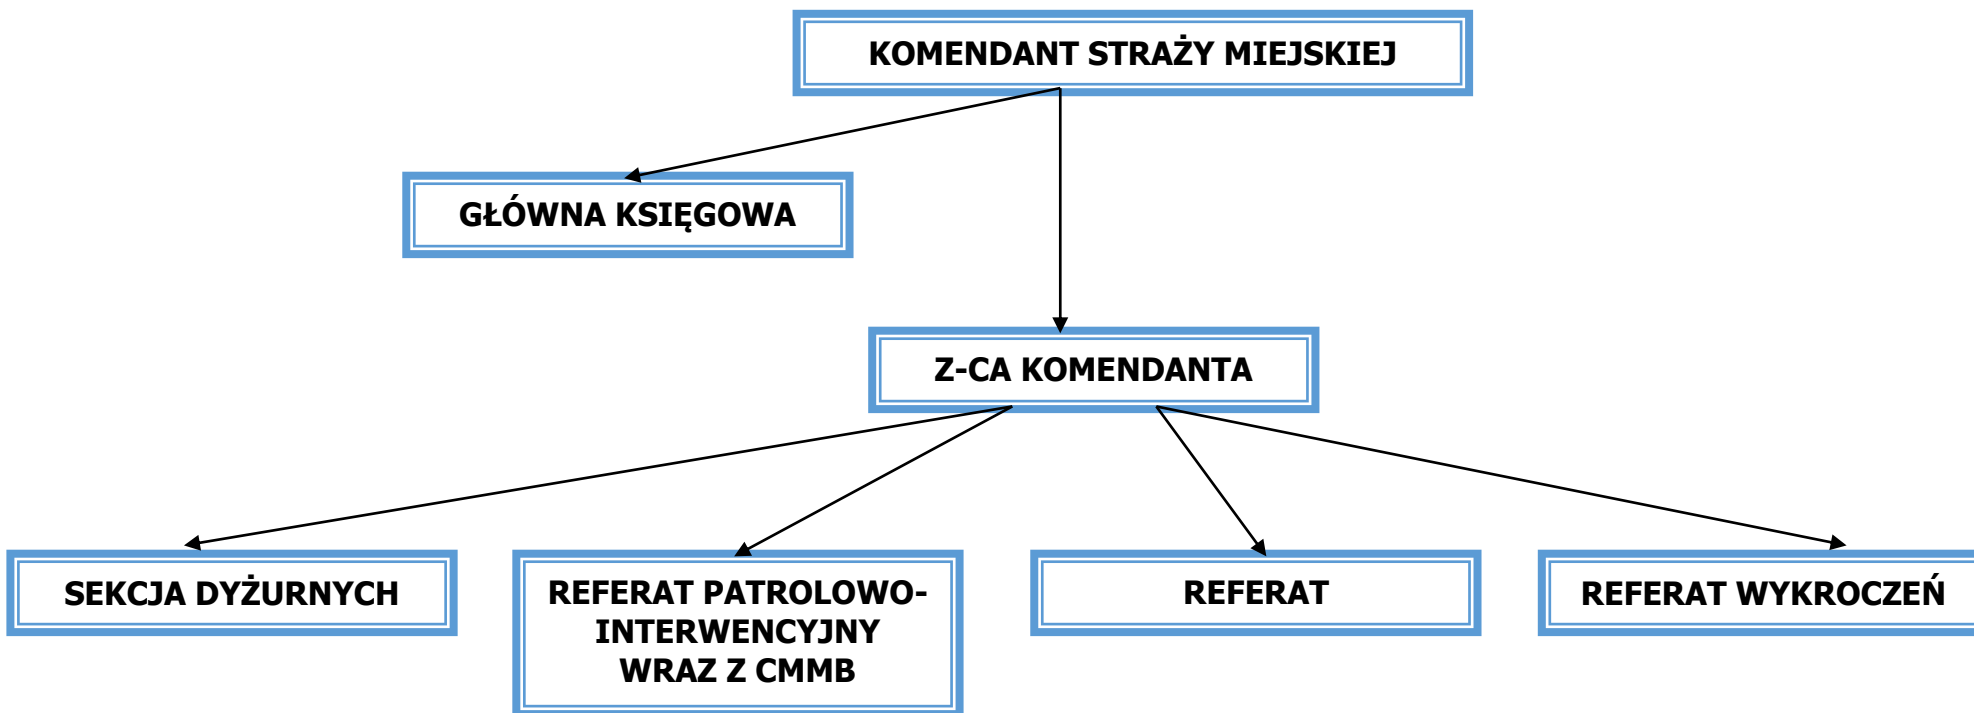 KOMENDANT STRAŻY MIEJSKIEJ
GŁÓWNA KSIĘGOWA
Z-CA KOMENDANTA
SEKCJA DYŻURNYCH
REFERAT PATROLOWO-
INTERWENCYJNY
WRAZ Z CMMB
REFERAT
REFERAT WYKROCZEŃ